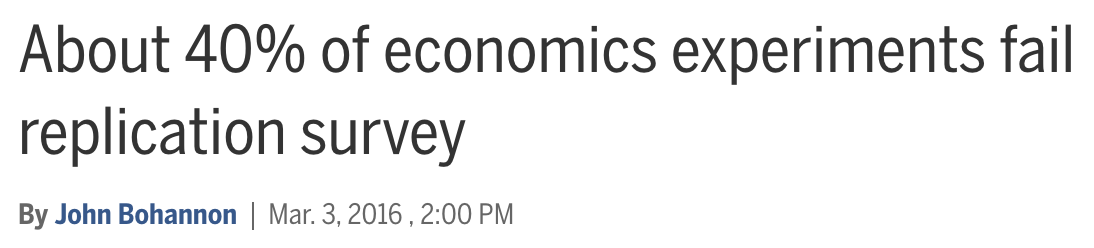 About 40% of economics experiments fail
replication survey
By John Bohannon | Mar. 3, 2016 , 2:00 PM